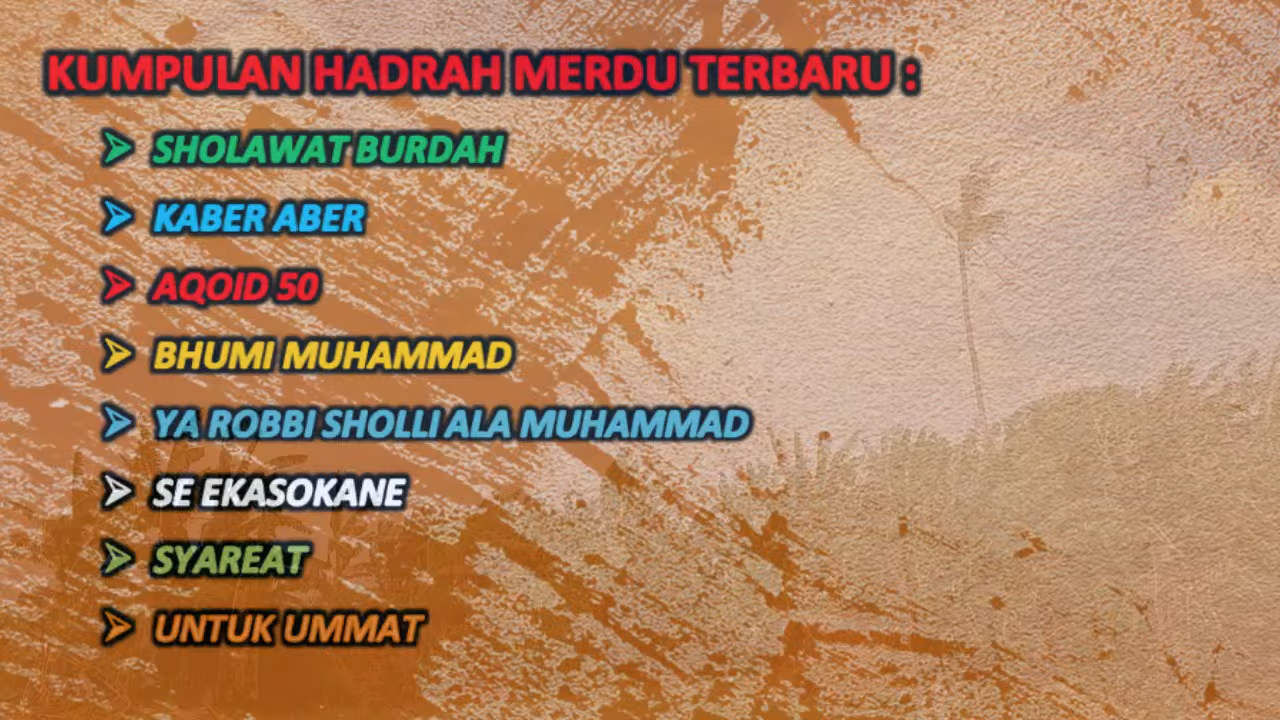 KUMPULAN HADRAH MERDU TERBARU :
SHOLAWAT BURDAH
KABER ABER
AQOID 50
BHUMI MUHAMMAD
YA ROBBI SHOLLI ALA MUHAMMAD
SE EKASOKANE
SYAREAT
UNTUK UMMAT